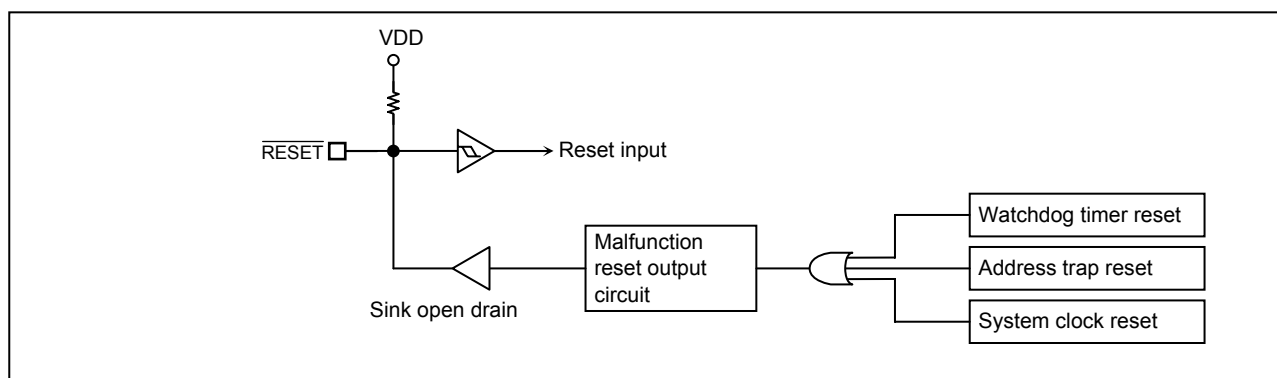 VDD
RESET
Reset input
Malfunction
reset output
circuit
Sink open drain
Watchdog timer reset
Address trap reset
System clock reset